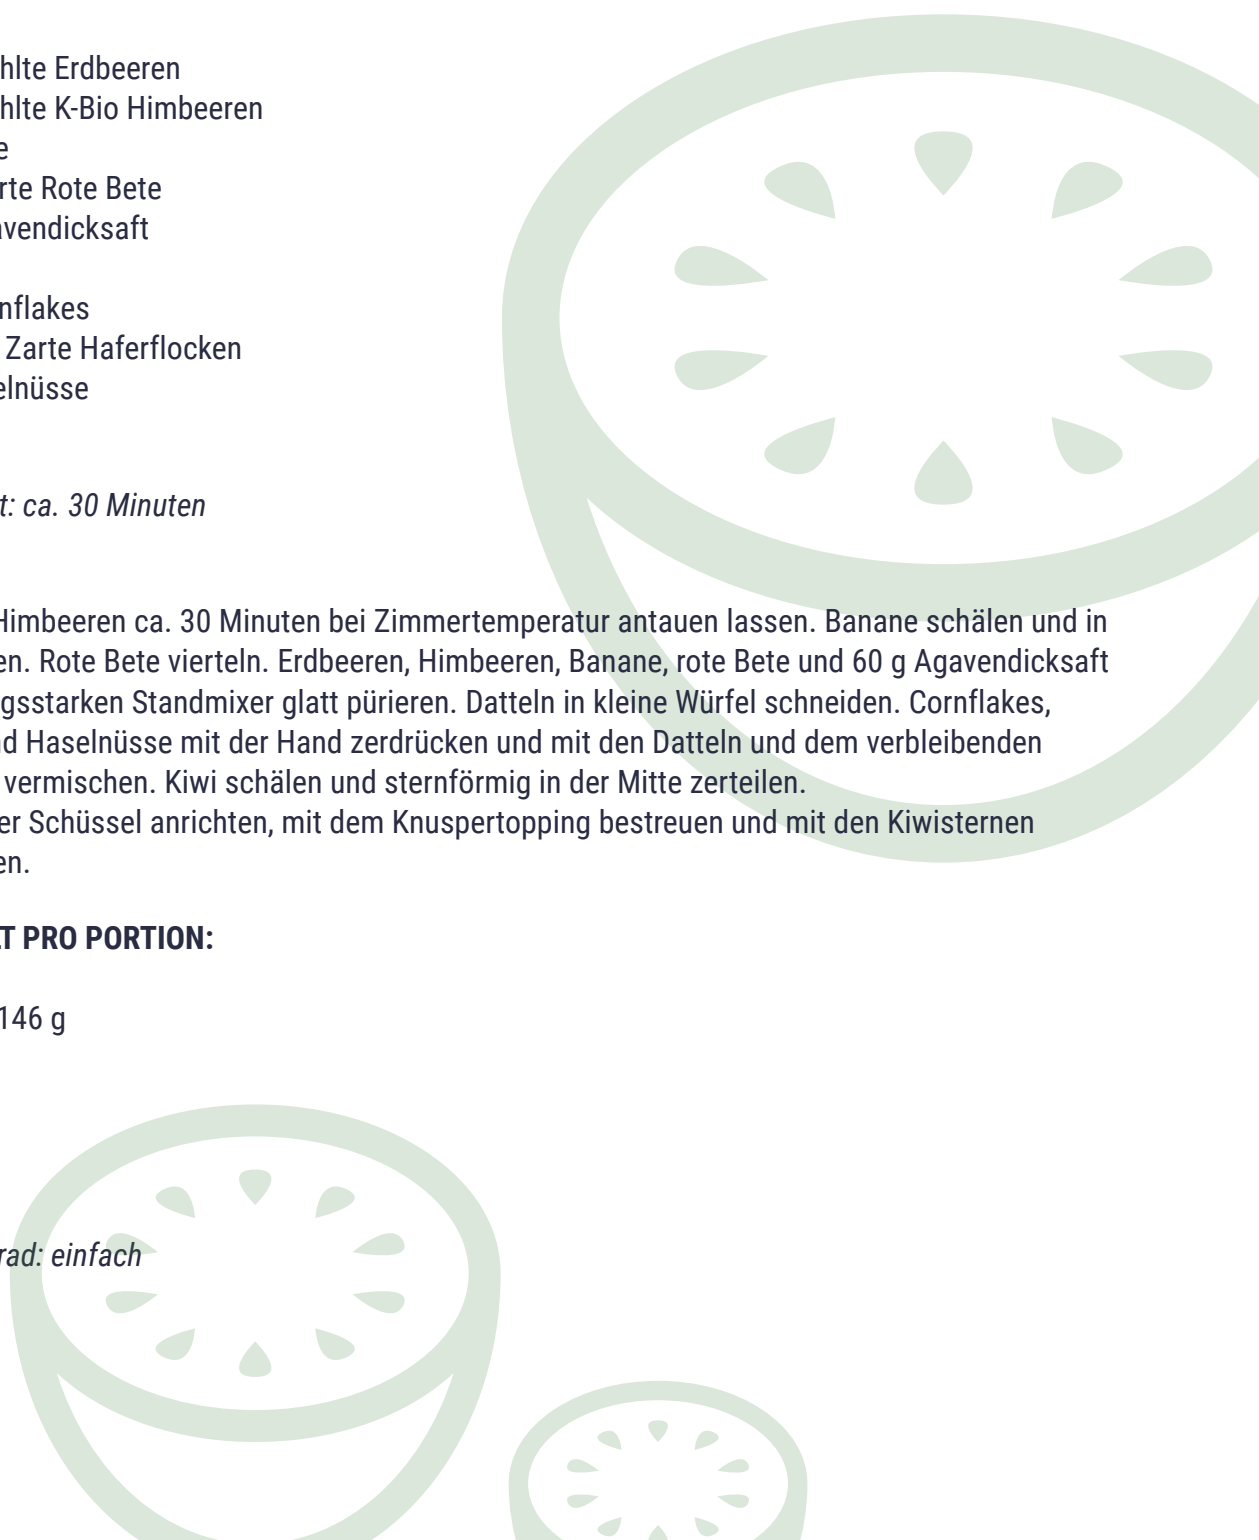 hlte Erdbeeren
hlte K-Bio Himbeeren
e
rte Rote Bete
avendicksaft
nflakes
Zarte Haferflocken
elnüsse
t: ca. 30 Minuten
Himbeeren ca. 30 Minuten bei Zimmertemperatur antauen lassen. Banane schälen und in
en. Rote Bete vierteln. Erdbeeren, Himbeeren, Banane, rote Bete und 60 g Agavendicksaft
gsstarken Standmixer glatt pürieren. Datteln in kleine Würfel schneiden. Cornflakes,
nd Haselnüsse mit der Hand zerdrücken und mit den Datteln und dem verbleibenden
vermischen. Kiwi schälen und sternförmig in der Mitte zerteilen.
er Schüssel anrichten, mit dem Knuspertopping bestreuen und mit den Kiwisternen
en.
LT PRO PORTION:
146 g
rad: einfach